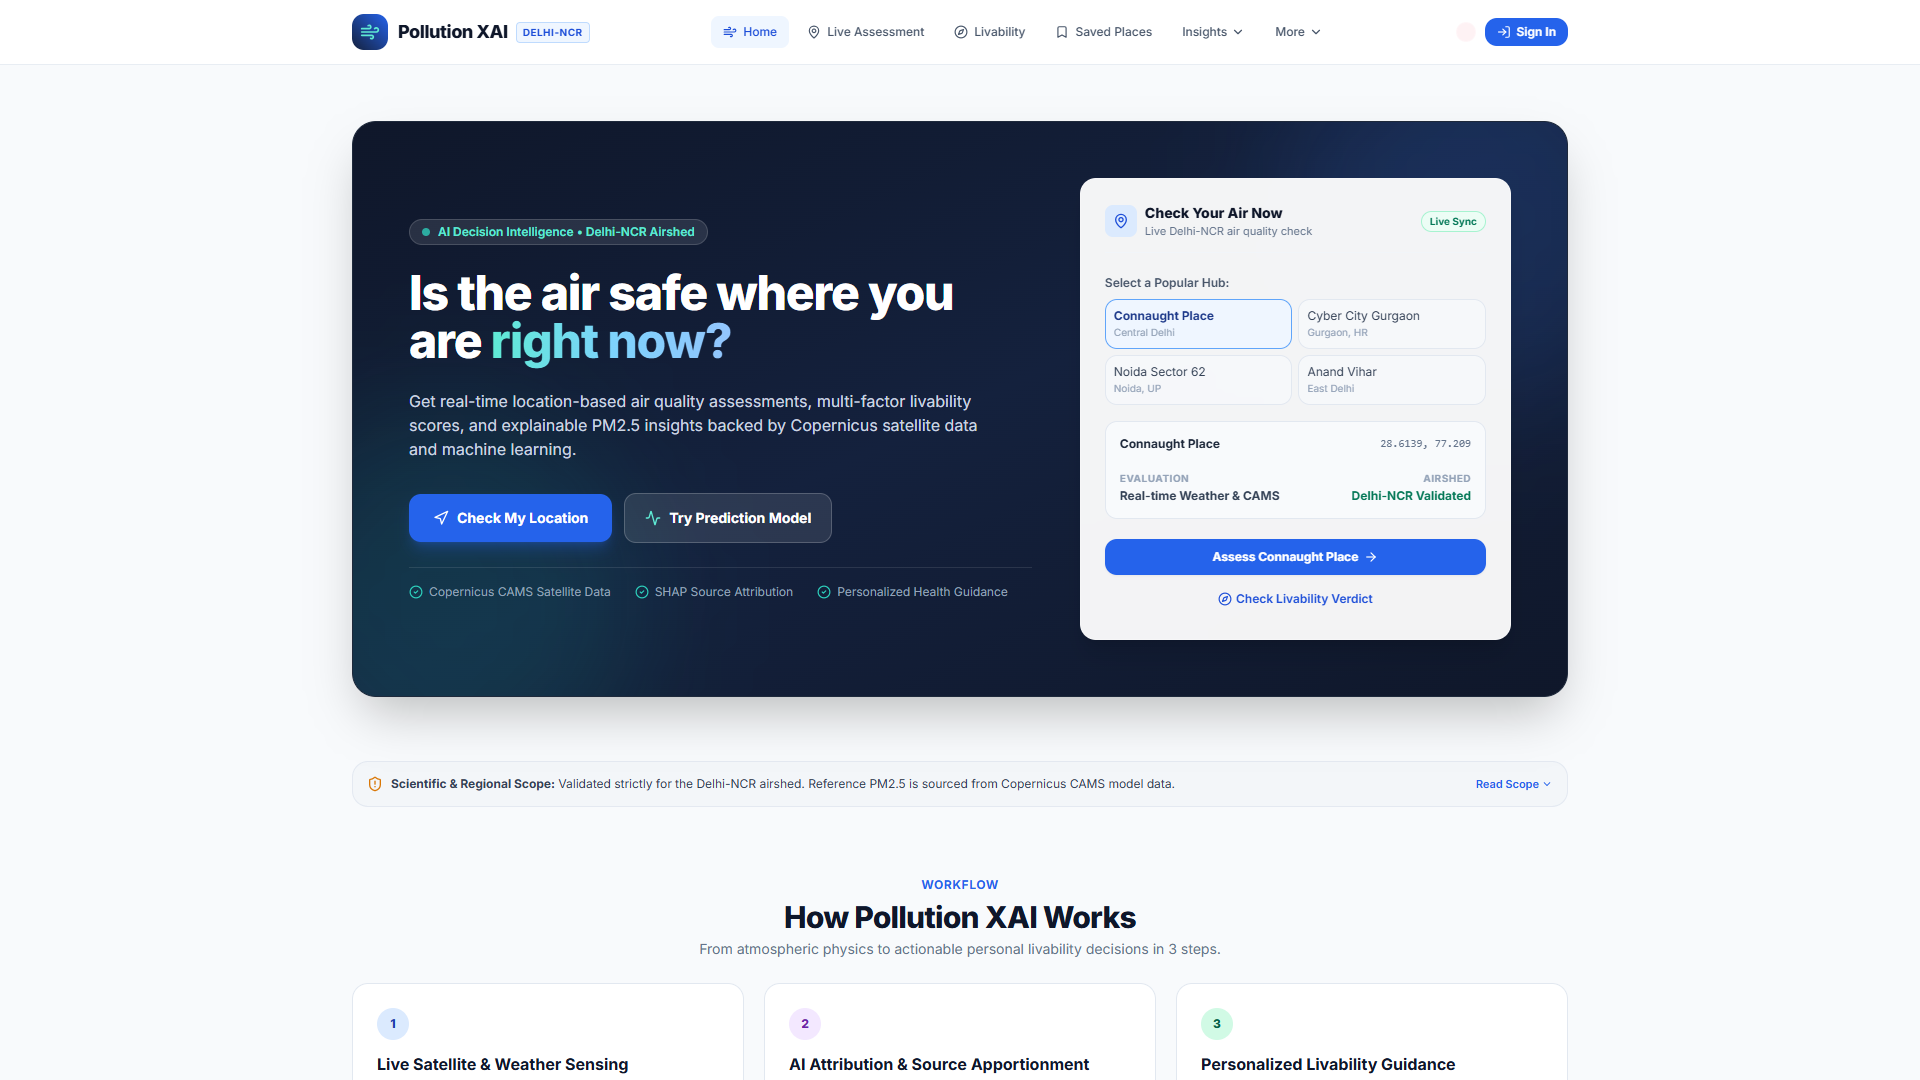 Pollution XAI DELHI-NCR
Home
Live Assessment
Livability
Saved Places
Insights
More
Sign In
AI Decision Intelligence • Delhi-NCR Airshed
Is the air safe where you
are right now?
Get real-time location-based air quality assessments, multi-factor livability
scores, and explainable PM2.5 insights backed by Copernicus satellite data
and machine learning.
Check My Location
Try Prediction Model
Copernicus CAMS Satellite Data
SHAP Source Attribution
Personalized Health Guidance
Check Your Air Now
Live Delhi-NCR air quality check
Live Sync
Select a Popular Hub:
Connaught Place
Central Delhi
Cyber City Gurgaon
Gurgaon, HR
Noida Sector 62
Noida, UP
Anand Vihar
East Delhi
Connaught Place
28.6139, 77.209
EVALUATION
Real-time Weather & CAMS
AIRSHED
Delhi-NCR Validated
Assess Connaught Place
Check Livability Verdict
Scientific & Regional Scope: Validated strictly for the Delhi-NCR airshed. Reference PM2.5 is sourced from Copernicus CAMS model data.
Read Scope
WORKFLOW
How Pollution XAI Works
From atmospheric physics to actionable personal livability decisions in 3 steps.
1
Live Satellite & Weather Sensing
2
AI Attribution & Source Apportionment
3
Personalized Livability Guidance